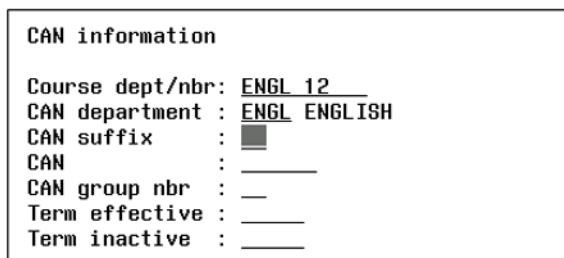 CAN information
Course dept/nbr: ENGL 12
CAN department : ENGL ENGLISH
CAN suffix :
CAN :
CAN group nbr :
Term effective :
Term inactive :